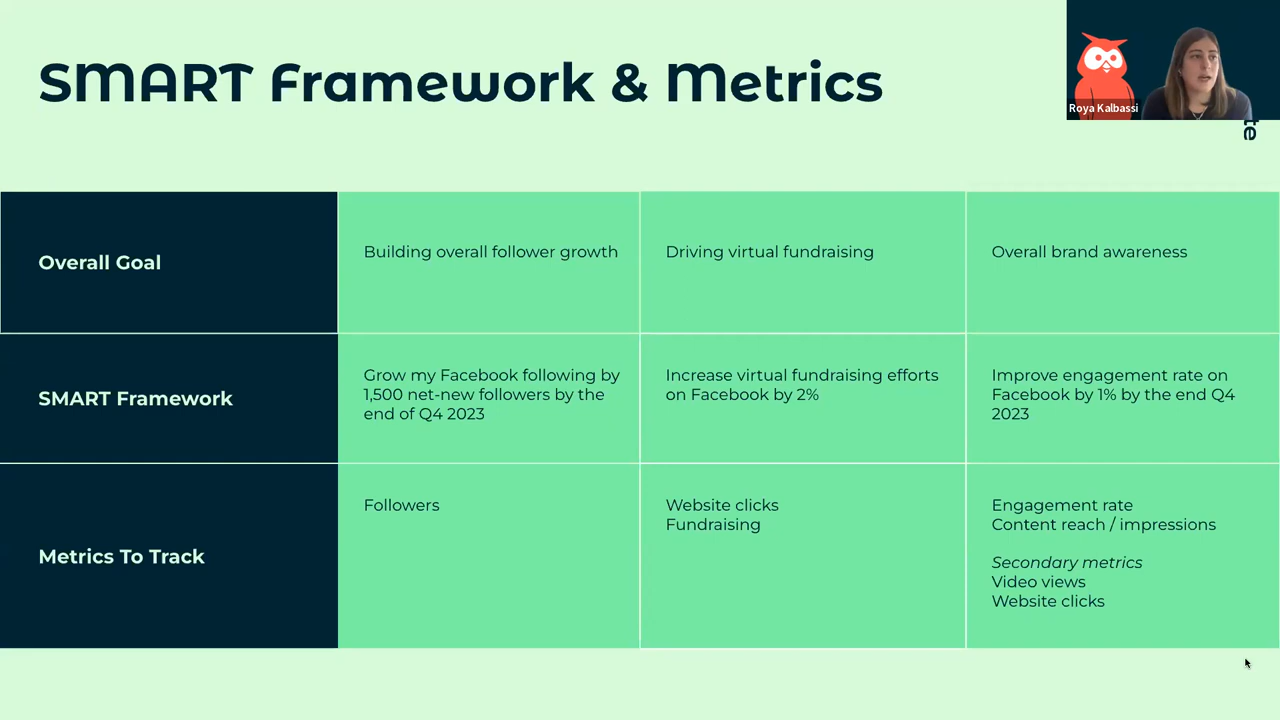 SMART Framework & Metrics
Roya Kalbassi
te
Overall Goal
Building overall follower growth
Driving virtual fundraising
Overall brand awareness
SMART Framework
Grow my Facebook following by
1,500 net-new followers by the
end of Q4 2023
Increase virtual fundraising efforts
on Facebook by 2%
Improve engagement rate on
Facebook by 1% by the end Q4
2023
Metrics To Track
Followers
Website clicks
Fundraising
Engagement rate
Content reach / impressions
Secondary metrics
Video views
Website clicks